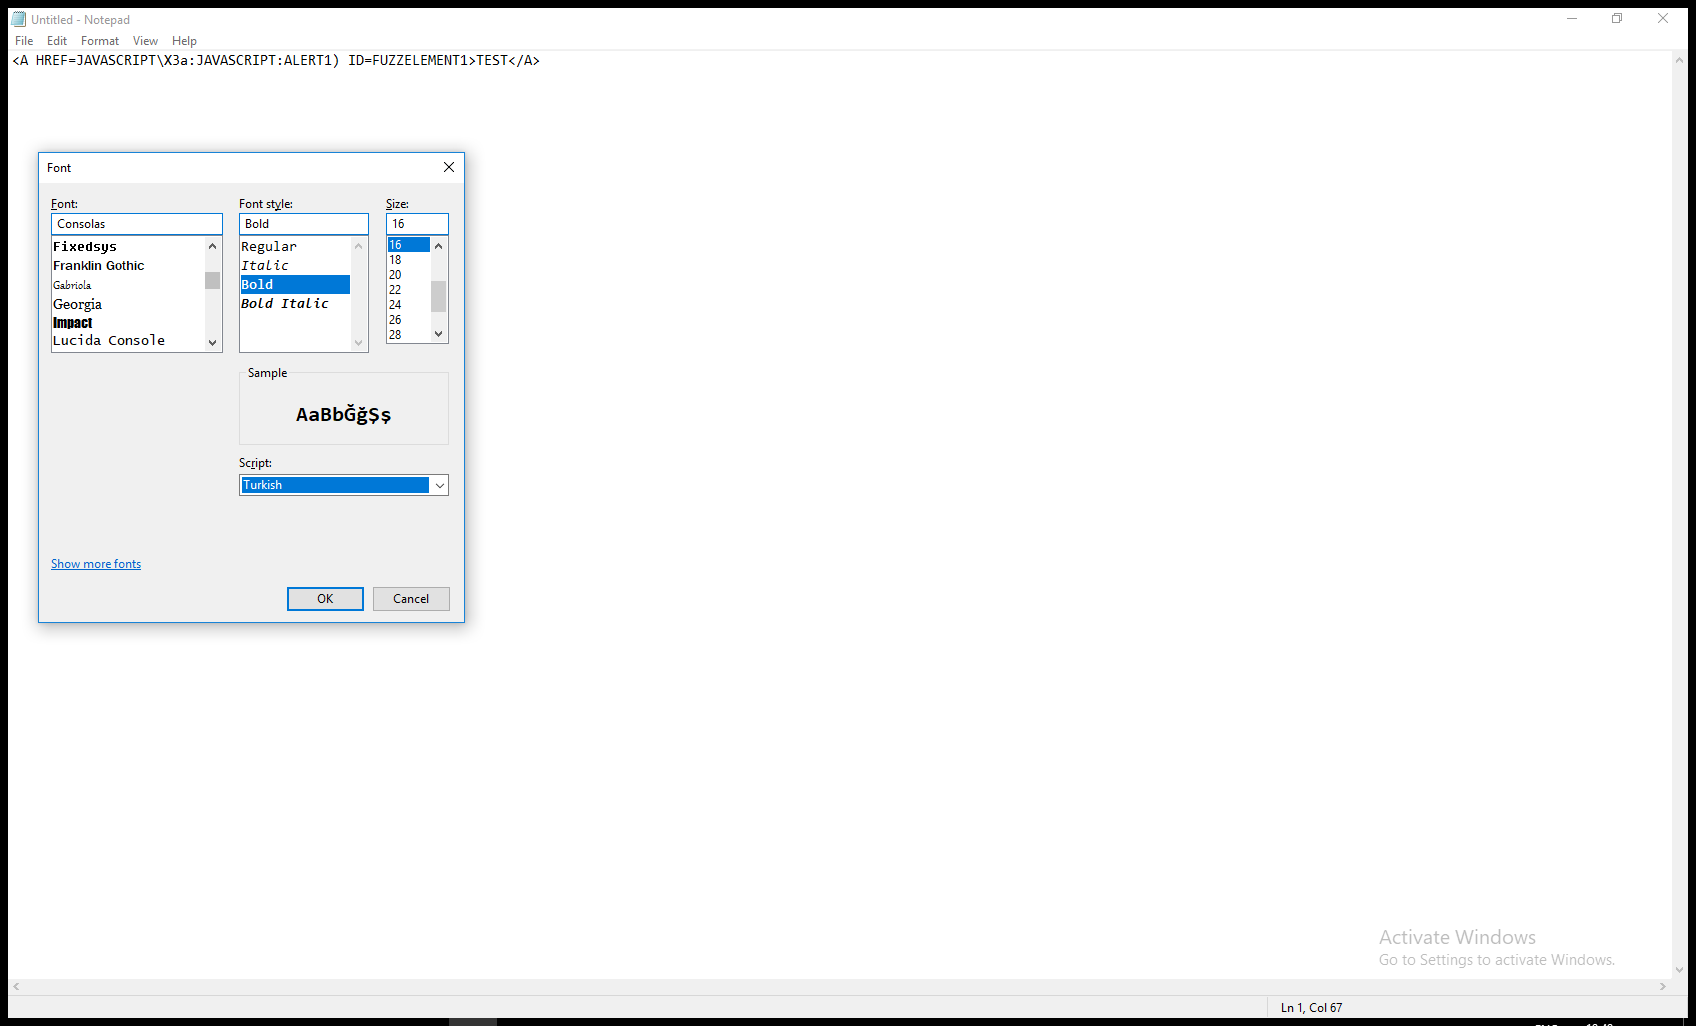 Untitled - Notepad
File Edit Format View Help
<A HREF=JAVASCRIPT\X3a:JAVASCRIPT:ALERT1) ID=FUZZELEMENT1>TEST</A>
Font
Font: Font style: Size:
Consolas Bold 16
Fixedsys Regular 16
Franklin Gothic Italic 18
Gabriola Bold 20
Georgia Bold Italic 22
Impact 24
Lucida Console 26
28
Sample
AaBbĞğŞş
Script:
Turkish
Show more fonts
OK Cancel
Activate Windows
Go to Settings to activate Windows.
Ln 1, Col 67